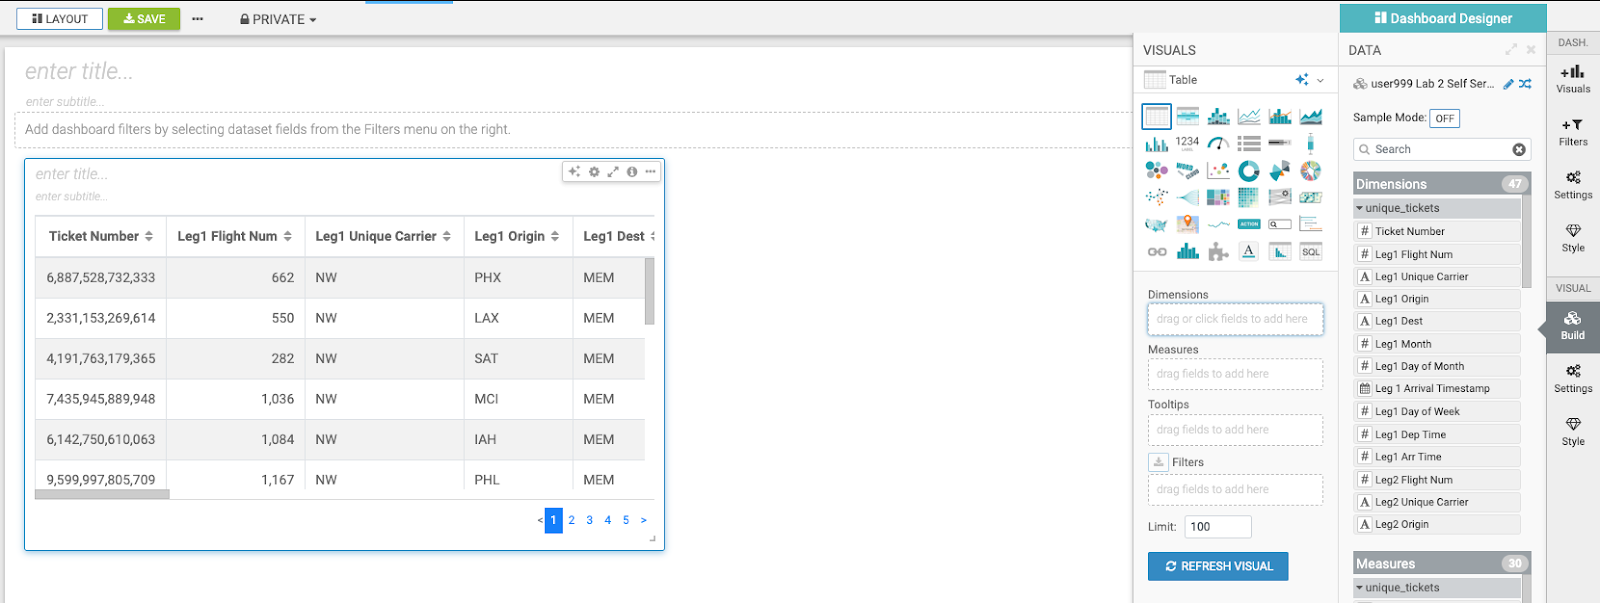 LAYOUT
SAVE
PRIVATE
Dashboard Designer
enter title...
enter subtitle...
Add dashboard filters by selecting dataset fields from the Filters menu on the right.
enter title...
enter subtitle...
Ticket Number Leg1 Flight Num Leg1 Unique Carrier Leg1 Origin Leg1 Dest
6,887,528,732,333 662 NW PHX MEM
2,331,153,269,614 550 NW LAX MEM
4,191,763,179,365 282 NW SAT MEM
7,435,945,889,948 1,036 NW MCI MEM
6,142,750,610,063 1,084 NW IAH MEM
9,599,997,805,709 1,167 NW PHL MEM
< 1 2 3 4 5 >
VISUALS
Table
1234
ACTION
A
SQL
Dimensions
drag or click fields to add here
Measures
drag fields to add here
Tooltips
drag fields to add here
Filters
drag fields to add here
Limit: 100
REFRESH VISUAL
DATA
user999 Lab 2 Self Ser...
Sample Mode: OFF
Search
Dimensions 47
unique_tickets
# Ticket Number
# Leg1 Flight Num
A Leg1 Unique Carrier
A Leg1 Origin
A Leg1 Dest
# Leg1 Month
# Leg1 Day of Month
Leg 1 Arrival Timestamp
# Leg1 Day of Week
# Leg1 Dep Time
# Leg1 Arr Time
# Leg2 Flight Num
A Leg2 Unique Carrier
A Leg2 Origin
Measures 30
unique_tickets
DASH.
Visuals
Filters
Settings
Style
VISUAL
Build
Settings
Style